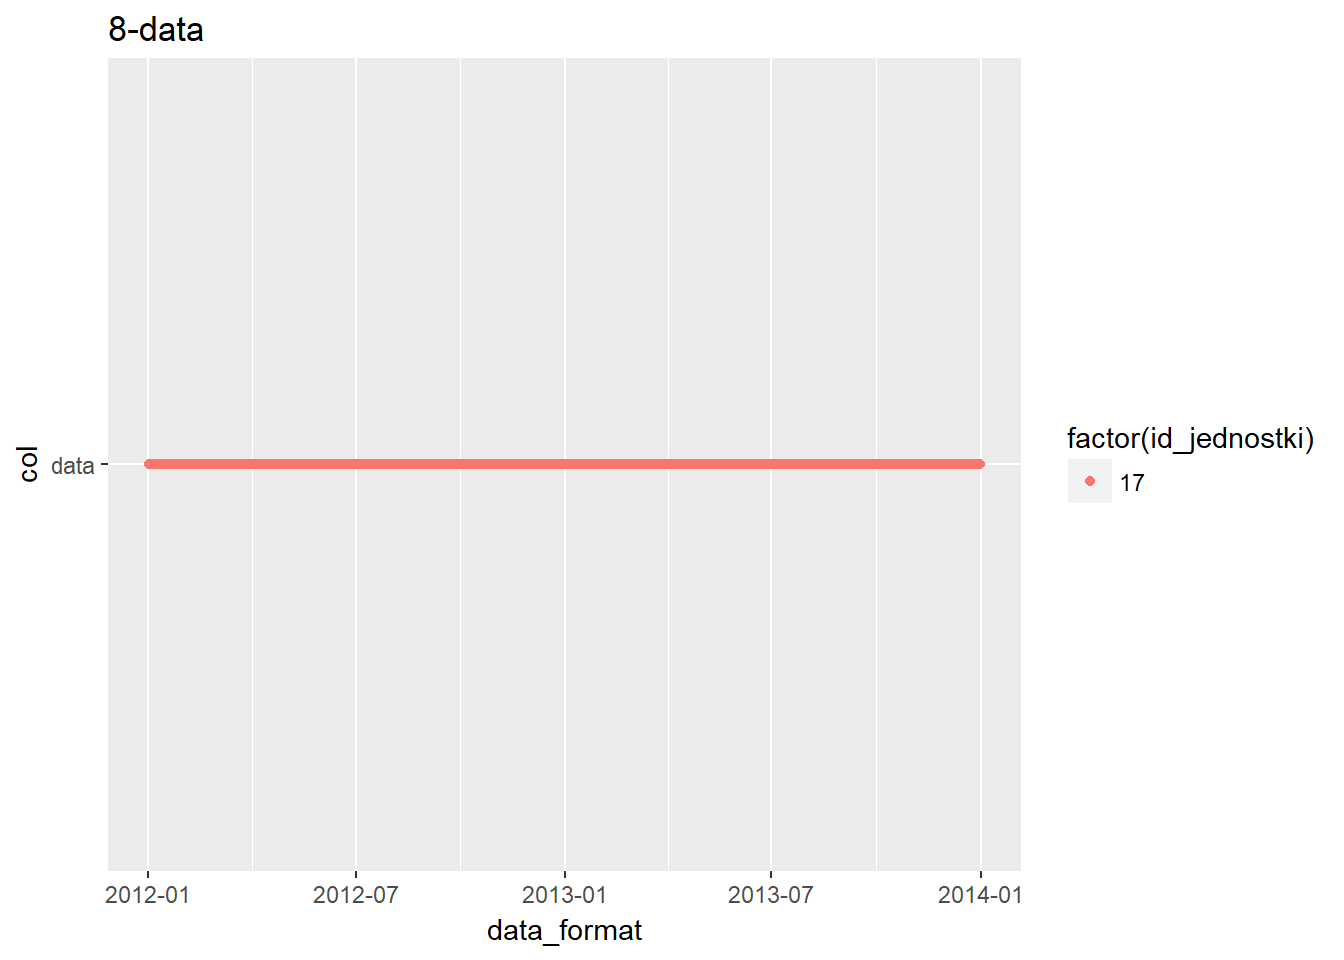 8-data
col
data
2012-01 2012-07 2013-01 2013-07 2014-01
data_format
factor(id_jednostki)
17